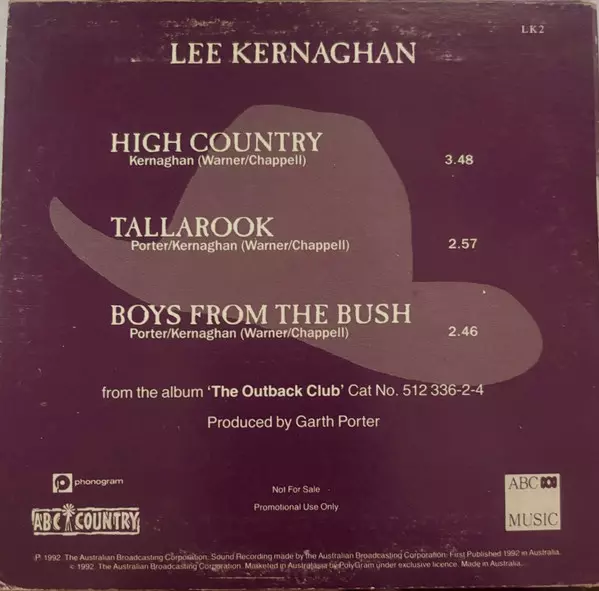 LK2
LEE KERNAGHAN
HIGH COUNTRY
Kernaghan (Warner/Chappell)
3.48
TALLAROOK
Porter/Kernaghan (Warner/Chappell)
2.57
BOYS FROM THE BUSH
Porter/Kernaghan (Warner/Chappell)
2.46
from the album ‘The Outback Club’ Cat No. 512 336-2-4
Produced by Garth Porter
phonogram
Not For Sale
Promotional Use Only
ABC COUNTRY
ABC
MUSIC
P. 1992. The Australian Broadcasting Corporation. Sound Recording made by the Australian Broadcasting Corporation. First Published 1992 in Australia.
c 1992. The Australian Broadcasting Corporation. Marketed in Australasia by PolyGram under exclusive licence. Made in Australia.